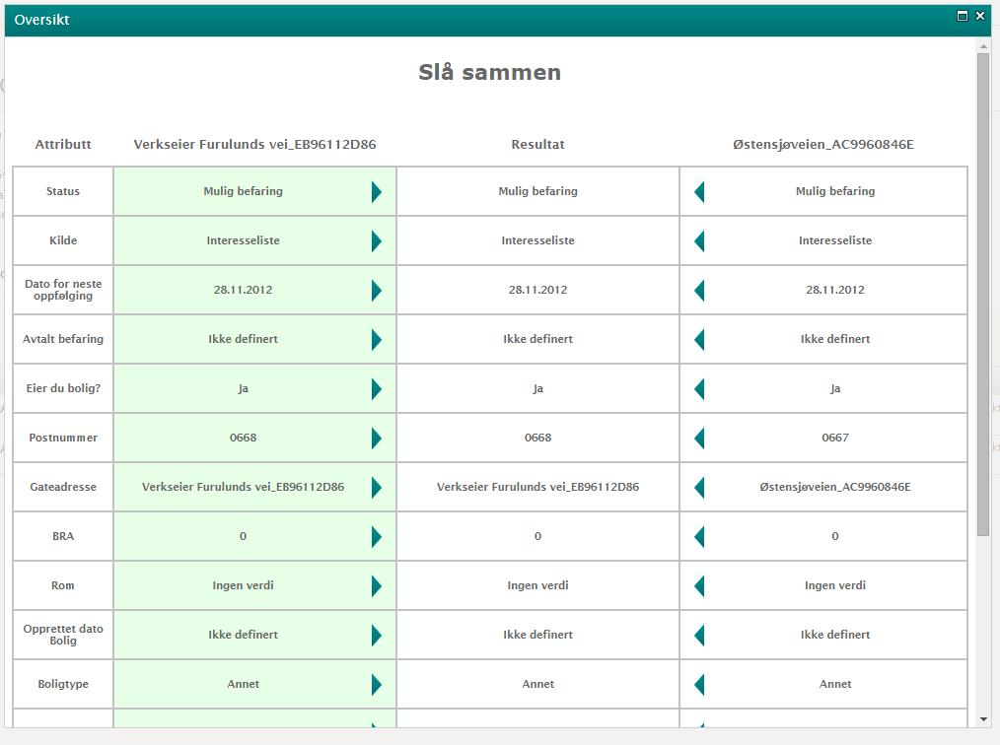 Oversikt
Slå sammen
Attributt Verkseier Furulunds vei_EB96112D86 Resultat Østensjøveien_AC9960846E
Status Mulig befaring Mulig befaring Mulig befaring
Kilde Interesseliste Interesseliste Interesseliste
Dato for neste
oppfølging 28.11.2012 28.11.2012 28.11.2012
Avtalt befaring Ikke definert Ikke definert Ikke definert
Eier du bolig? Ja Ja Ja
Postnummer 0668 0668 0667
Gateadresse Verkseier Furulunds vei_EB96112D86 Verkseier Furulunds vei_EB96112D86 Østensjøveien_AC9960846E
BRA 0 0 0
Rom Ingen verdi Ingen verdi Ingen verdi
Opprettet dato
Bolig Ikke definert Ikke definert Ikke definert
Boligtype Annet Annet Annet